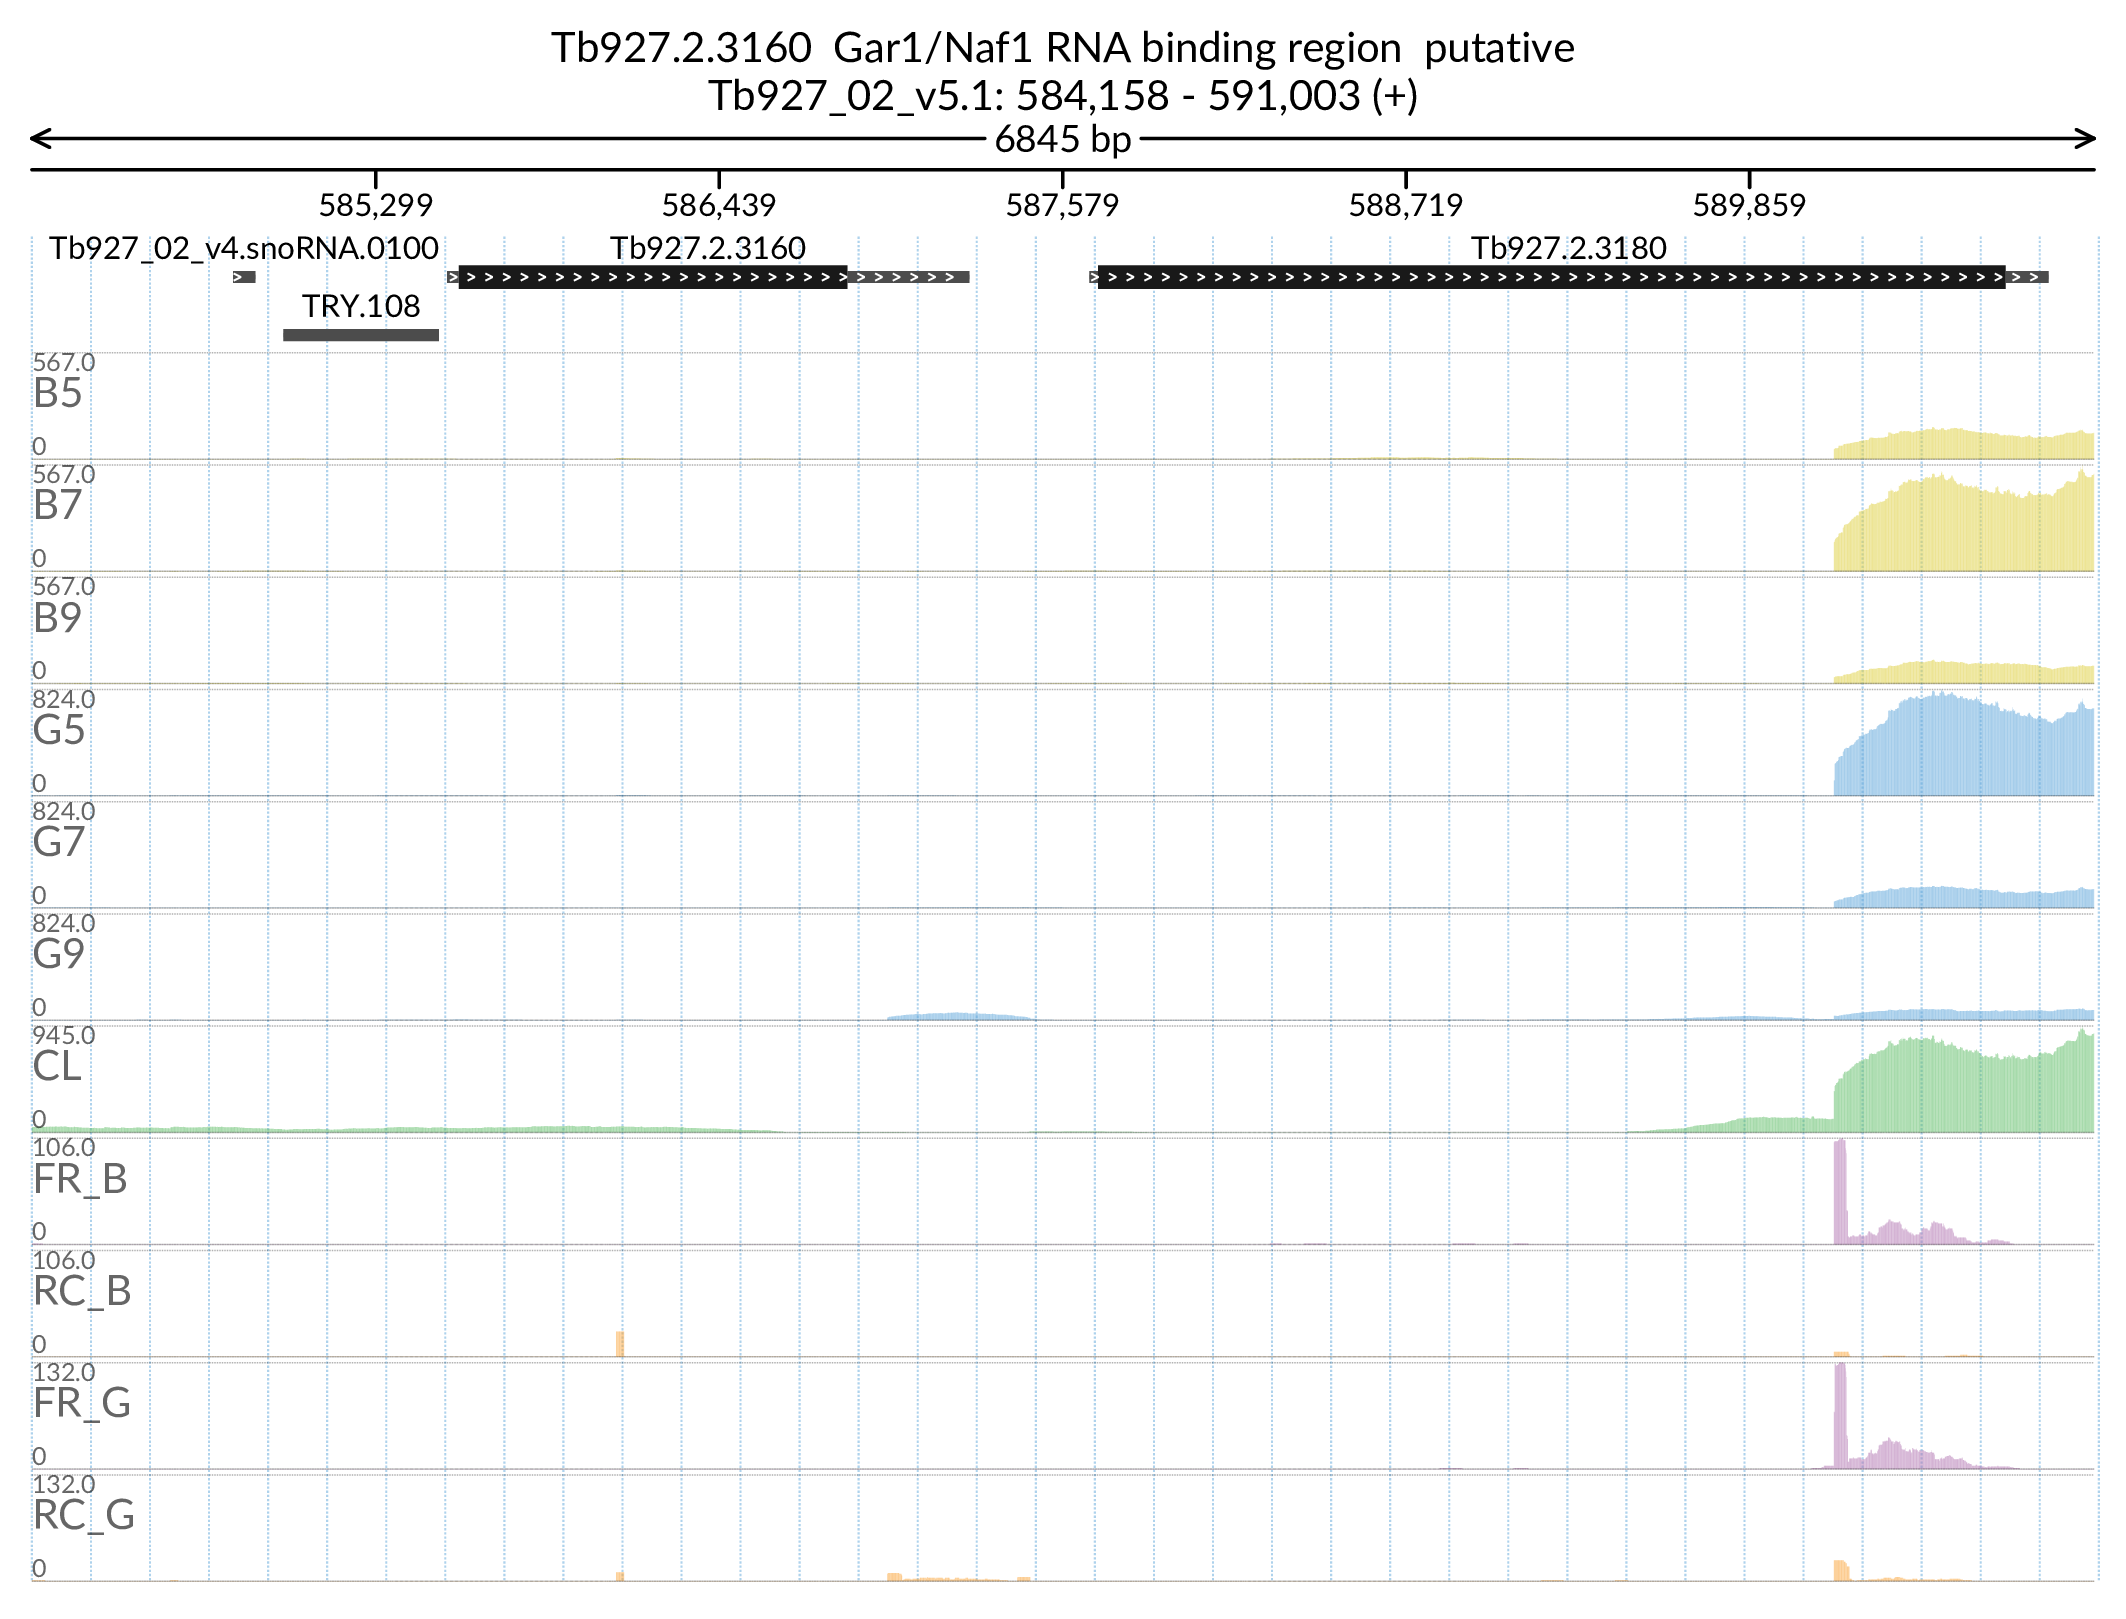 Tb927.2.3160  Gar1/Naf1 RNA binding region  putative
Tb927_02_v5.1: 584,158 - 591,003 (+)
6845 bp
585,299 586,439 587,579 588,719 589,859
Tb927_02_v4.snoRNA.0100 Tb927.2.3160 Tb927.2.3180
TRY.108
567.0
B5
0
567.0
B7
0
567.0
B9
0
824.0
G5
0
824.0
G7
0
824.0
G9
0
945.0
CL
0
106.0
FR_B
0
106.0
RC_B
0
132.0
FR_G
0
132.0
RC_G
0